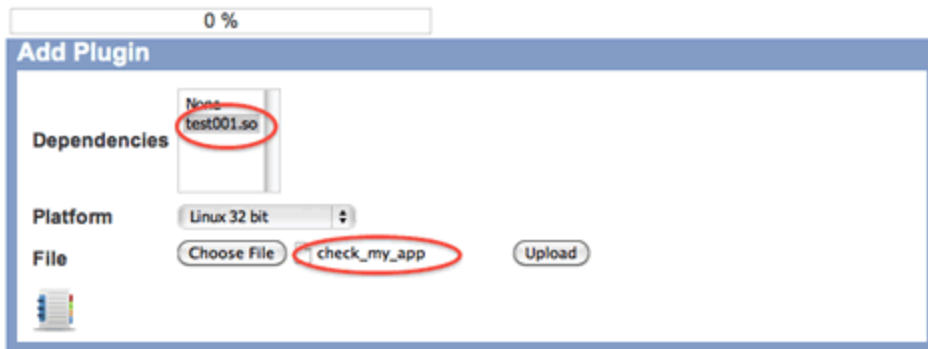 0 %
Add Plugin
None
test001.so
Dependencies
Platform Linux 32 bit
File Choose File check_my_app Upload